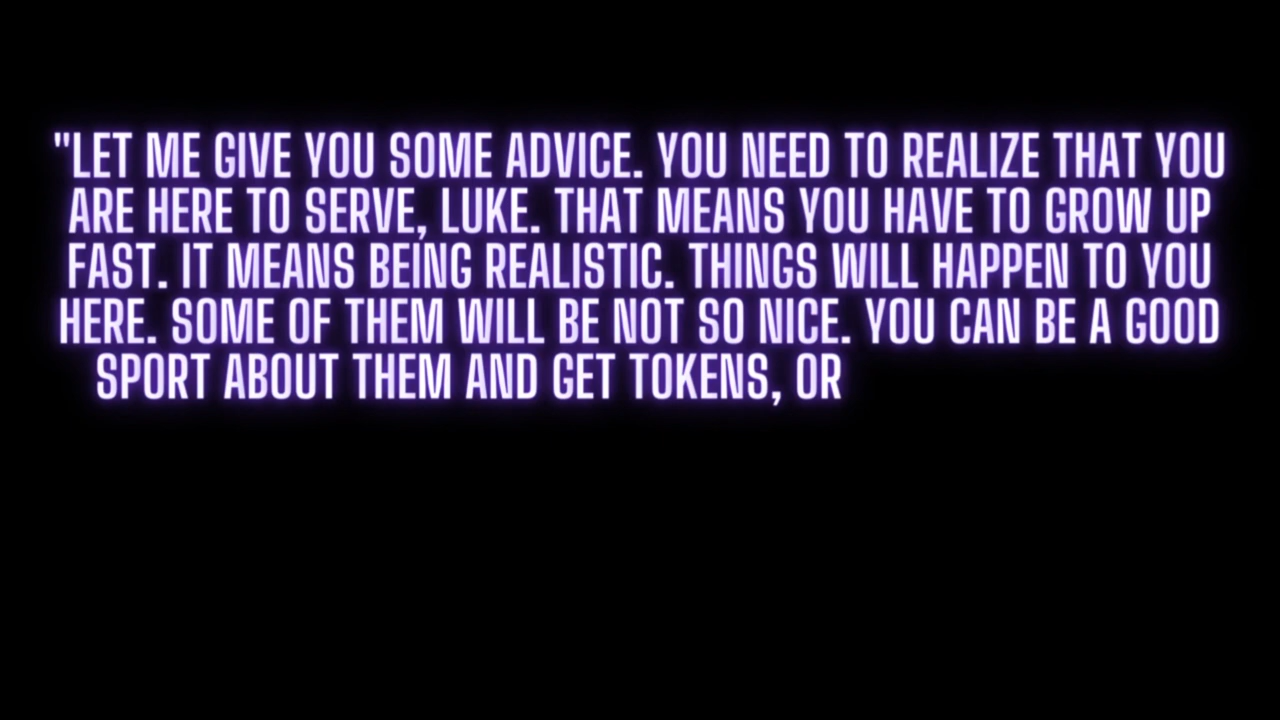 "LET ME GIVE YOU SOME ADVICE. YOU NEED TO REALIZE THAT YOU
ARE HERE TO SERVE, LUKE. THAT MEANS YOU HAVE TO GROW UP
FAST. IT MEANS BEING REALISTIC. THINGS WILL HAPPEN TO YOU
HERE. SOME OF THEM WILL BE NOT SO NICE. YOU CAN BE A GOOD
SPORT ABOUT THEM AND GET TOKENS, OR